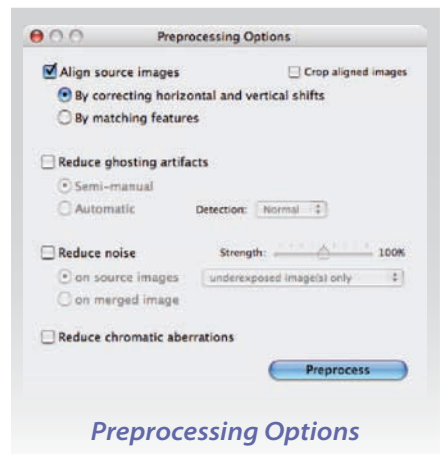 Preprocessing Options
Align source images Crop aligned images
By correcting horizontal and vertical shifts
By matching features
Reduce ghosting artifacts
Semi-manual
Automatic Detection: Normal
Reduce noise Strength: 100%
on source images underexposed image(s) only
on merged image
Reduce chromatic aberrations
Preprocess
Preprocessing Options